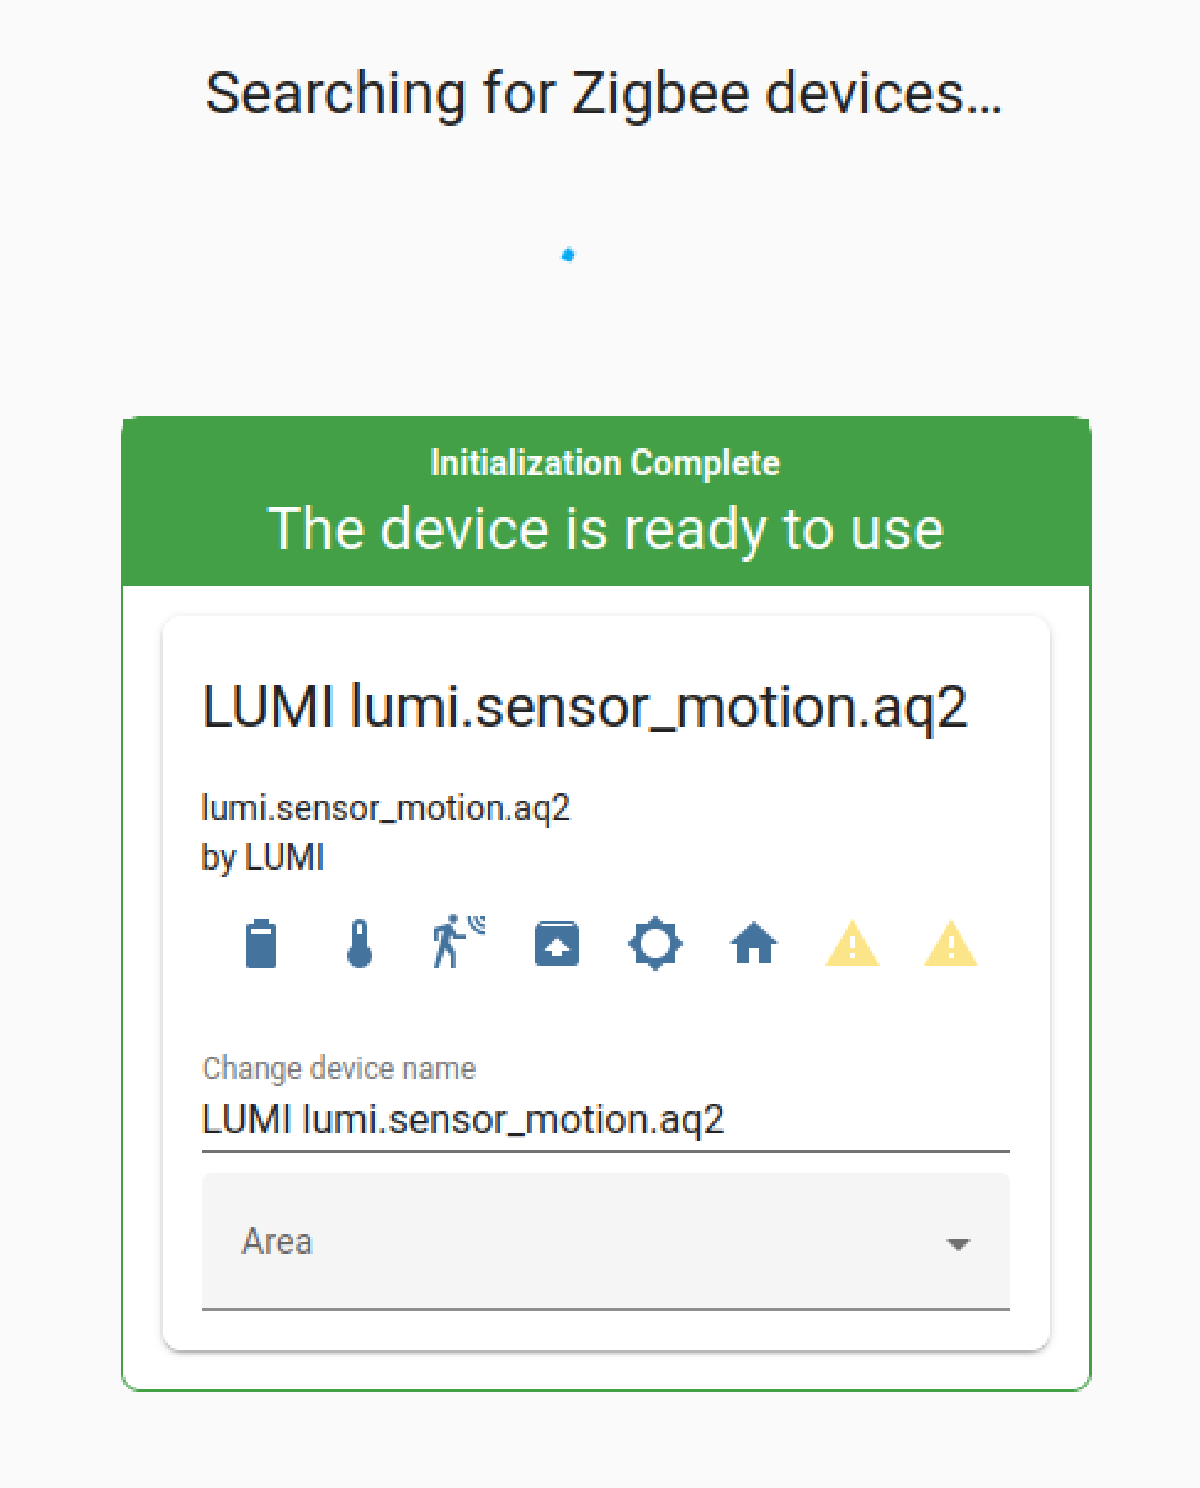 Searching for Zigbee devices...
Initialization Complete
The device is ready to use
LUMI lumi.sensor_motion.aq2
lumi.sensor_motion.aq2
by LUMI
Change device name
LUMI lumi.sensor_motion.aq2
Area